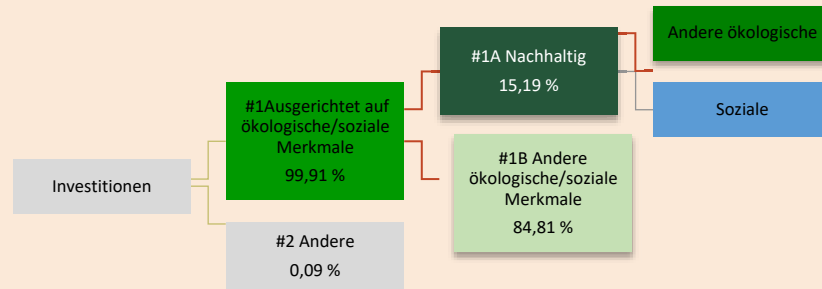 Investitionen
#1Ausgerichtet auf
ökologische/soziale
Merkmale
99,91 %
#2 Andere
0,09 %
#1A Nachhaltig
15,19 %
#1B Andere
ökologische/soziale
Merkmale
84,81 %
Andere ökologische
Soziale